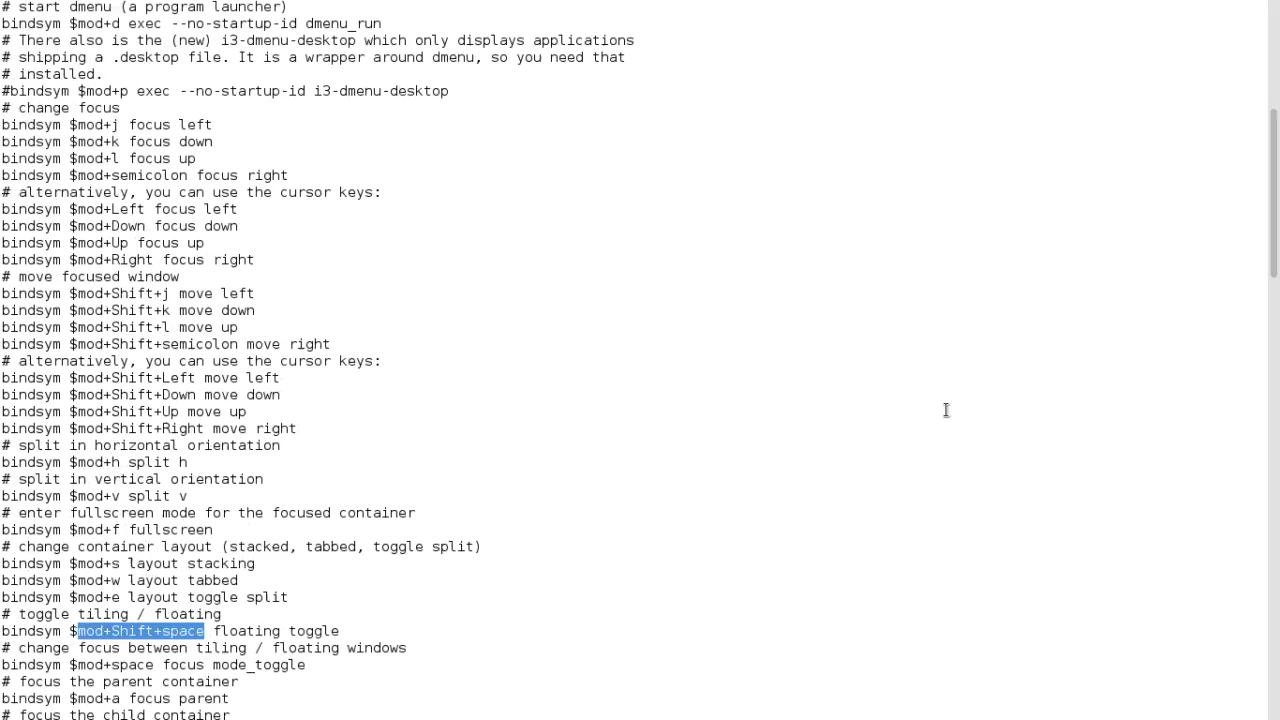 # start dmenu (a program launcher)
bindsym $mod+d exec --no-startup-id dmenu_run
# There also is the (new) i3-dmenu-desktop which only displays applications
# shipping a .desktop file. It is a wrapper around dmenu, so you need that
# installed.
#bindsym $mod+p exec --no-startup-id i3-dmenu-desktop
# change focus
bindsym $mod+j focus left
bindsym $mod+k focus down
bindsym $mod+l focus up
bindsym $mod+semicolon focus right
# alternatively, you can use the cursor keys:
bindsym $mod+Left focus left
bindsym $mod+Down focus down
bindsym $mod+Up focus up
bindsym $mod+Right focus right
# move focused window
bindsym $mod+Shift+j move left
bindsym $mod+Shift+k move down
bindsym $mod+Shift+l move up
bindsym $mod+Shift+semicolon move right
# alternatively, you can use the cursor keys:
bindsym $mod+Shift+Left move left
bindsym $mod+Shift+Down move down
bindsym $mod+Shift+Up move up
bindsym $mod+Shift+Right move right
# split in horizontal orientation
bindsym $mod+h split h
# split in vertical orientation
bindsym $mod+v split v
# enter fullscreen mode for the focused container
bindsym $mod+f fullscreen
# change container layout (stacked, tabbed, toggle split)
bindsym $mod+s layout stacking
bindsym $mod+w layout tabbed
bindsym $mod+e layout toggle split
# toggle tiling / floating
bindsym $mod+Shift+space floating toggle
# change focus between tiling / floating windows
bindsym $mod+space focus mode_toggle
# focus the parent container
bindsym $mod+a focus parent
# focus the child container